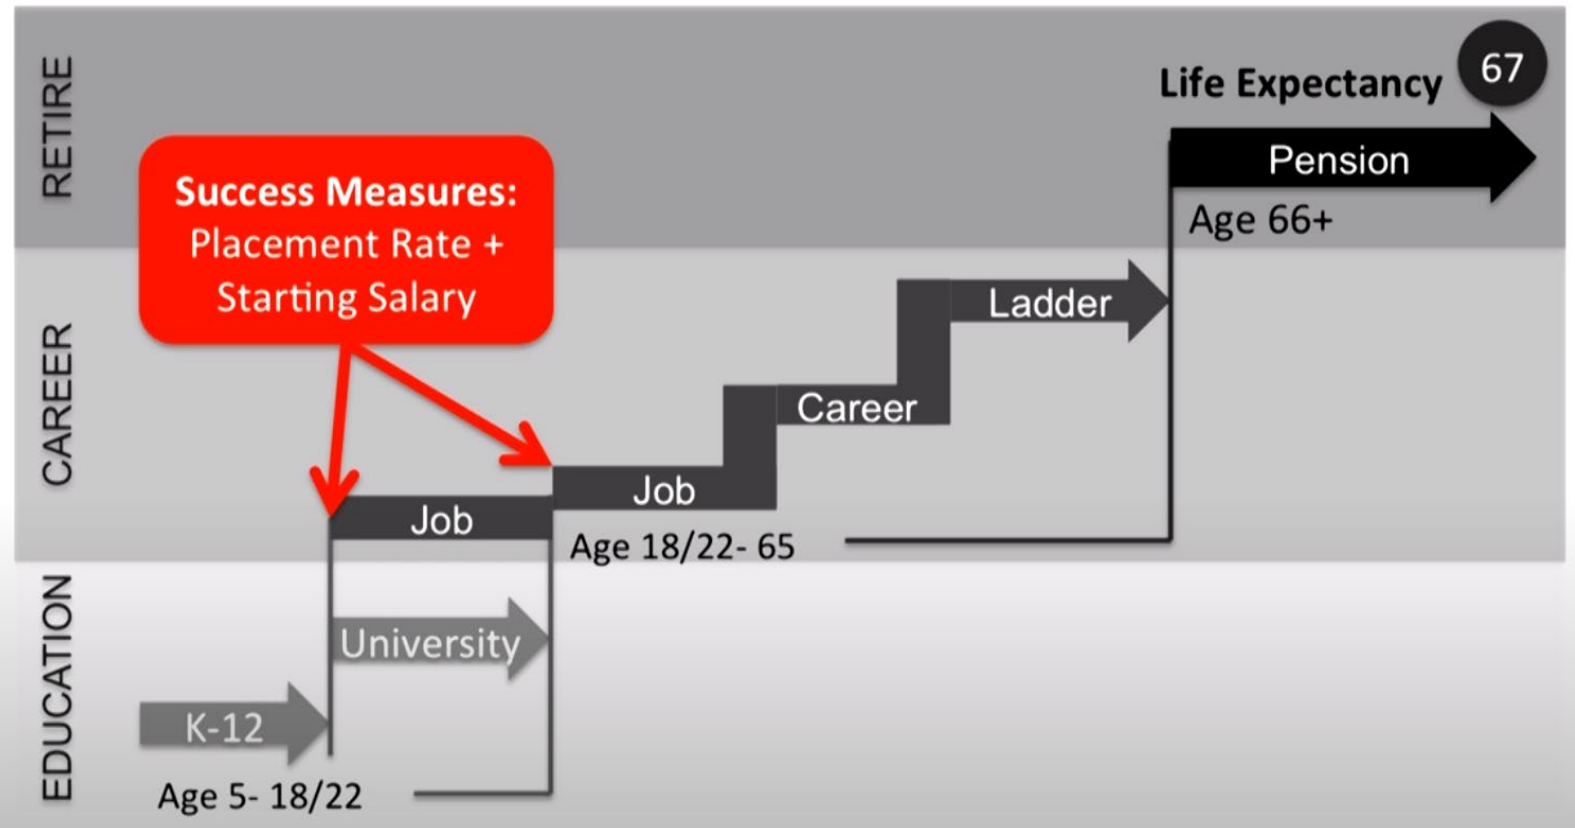 RETIRE
Life Expectancy
67
Pension
Age 66+
Success Measures:
Placement Rate +
Starting Salary
CAREER
Ladder
Career
Job
Job
Age 18/22- 65
EDUCATION
University
K-12
Age 5- 18/22